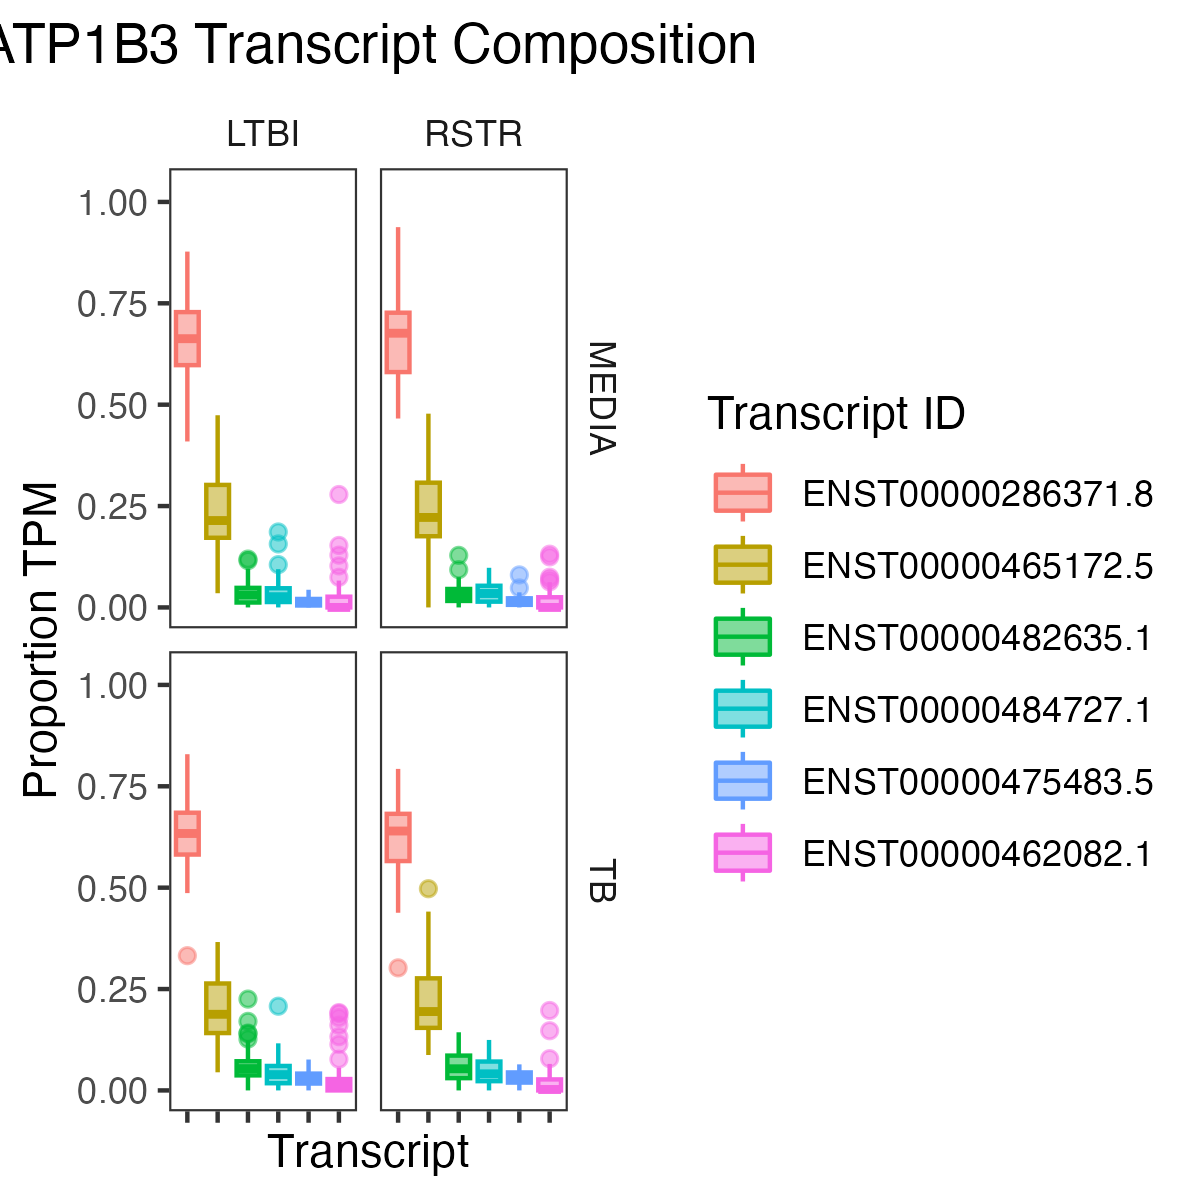 ATP1B3 Transcript Composition
LTBI
RSTR
1.00
0.75
0.50
0.25
0.00
MEDIA
1.00
0.75
0.50
0.25
0.00
TB
Proportion TPM
Transcript
Transcript ID
ENST00000286371.8
ENST00000465172.5
ENST00000482635.1
ENST00000484727.1
ENST00000475483.5
ENST00000462082.1